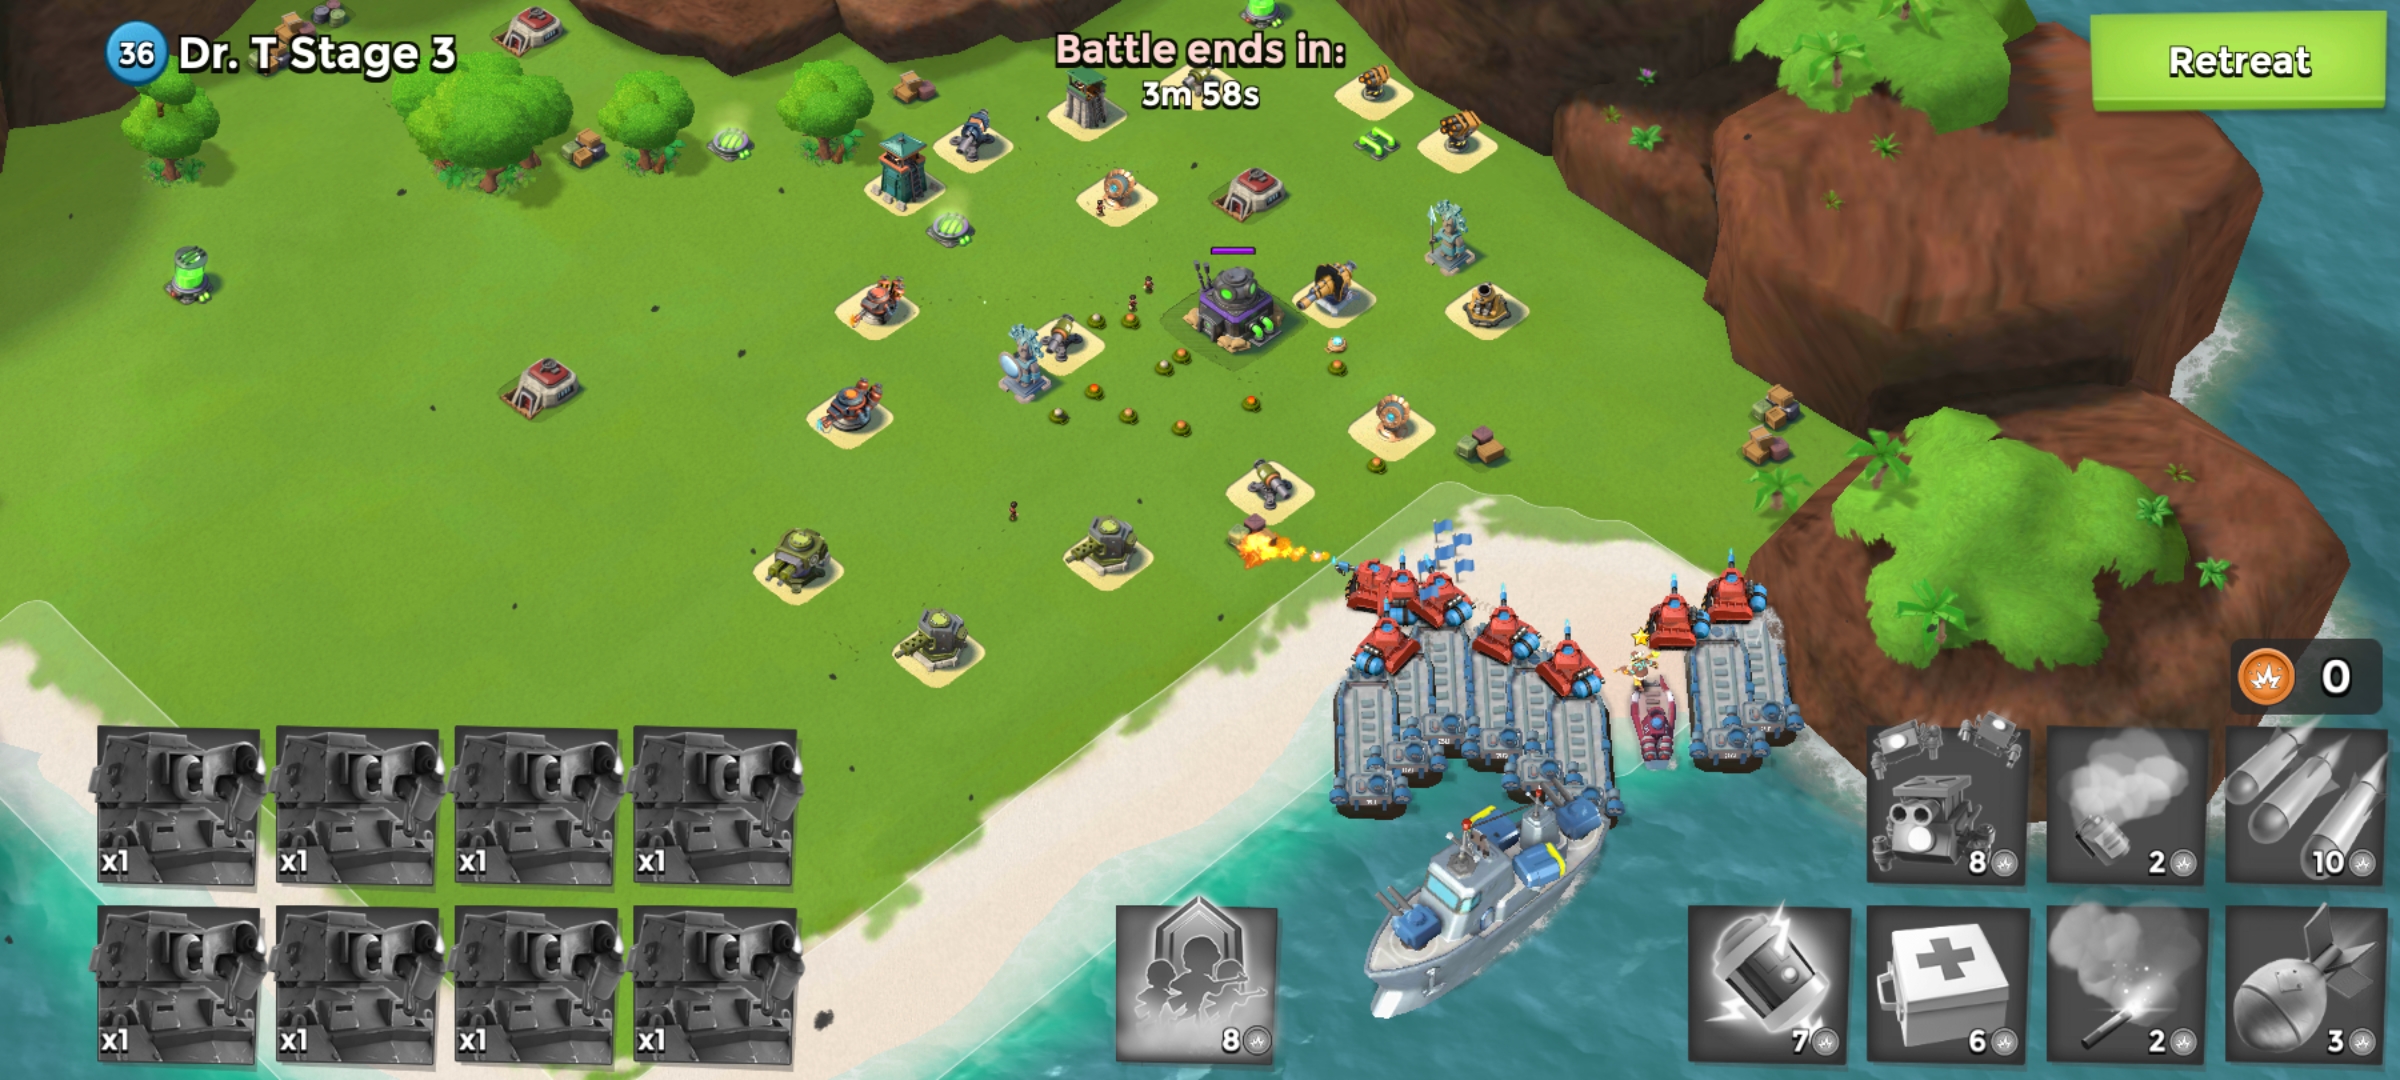 36 Dr. T Stage 3
Battle ends in:
3m 58s
Retreat
0
x1 x1 x1 x1
8 2 10
x1 x1 x1 x1
8 7 6 2 3